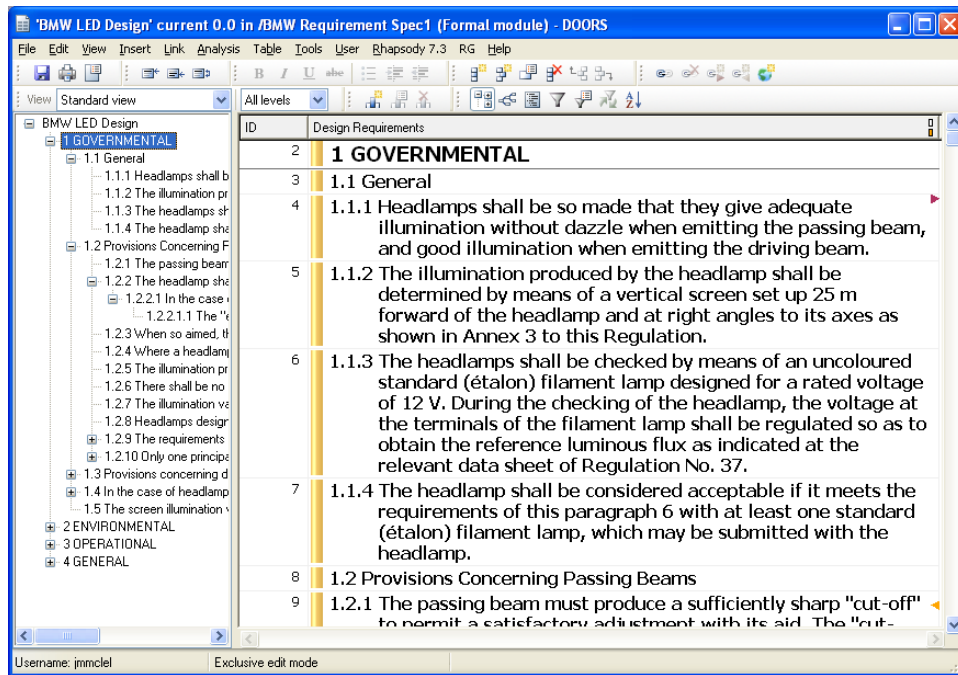 'BMW LED Design' current 0.0 in /BMW Requirement Spec1 (Formal module) - DOORS
File Edit View Insert Link Analysis Table Tools User Rhapsody 7.3 RG Help
B I U abc
View Standard view All levels
BMW LED Design
1 GOVERNMENTAL
1.1 General
1.1.1 Headlamps shall b
1.1.2 The illumination pr
1.1.3 The headlamps sh
1.1.4 The headlamp sha
1.2 Provisions Concerning F
1.2.1 The passing beam
1.2.2 The headlamp sha
1.2.2.1 In the case
1.2.2.1.1 The "e
1.2.3 When so aimed, th
1.2.4 Where a headlamp
1.2.5 The illumination pr
1.2.6 There shall be no
1.2.7 The illumination va
1.2.8 Headlamps design
1.2.9 The requirements
1.2.10 Only one principa
1.3 Provisions concerning d
1.4 In the case of headlamp
1.5 The screen illumination v
2 ENVIRONMENTAL
3 OPERATIONAL
4 GENERAL
ID Design Requirements
2 1 GOVERNMENTAL
3 1.1 General
4 1.1.1 Headlamps shall be so made that they give adequate
illumination without dazzle when emitting the passing beam,
and good illumination when emitting the driving beam.
5 1.1.2 The illumination produced by the headlamp shall be
determined by means of a vertical screen set up 25 m
forward of the headlamp and at right angles to its axes as
shown in Annex 3 to this Regulation.
6 1.1.3 The headlamps shall be checked by means of an uncoloured
standard (étalon) filament lamp designed for a rated voltage
of 12 V. During the checking of the headlamp, the voltage at
the terminals of the filament lamp shall be regulated so as to
obtain the reference luminous flux as indicated at the
relevant data sheet of Regulation No. 37.
7 1.1.4 The headlamp shall be considered acceptable if it meets the
requirements of this paragraph 6 with at least one standard
(étalon) filament lamp, which may be submitted with the
headlamp.
8 1.2 Provisions Concerning Passing Beams
9 1.2.1 The passing beam must produce a sufficiently sharp "cut-off"
to permit a satisfactory adjustment with its aid. The "cut-
Username: jmmclel Exclusive edit mode